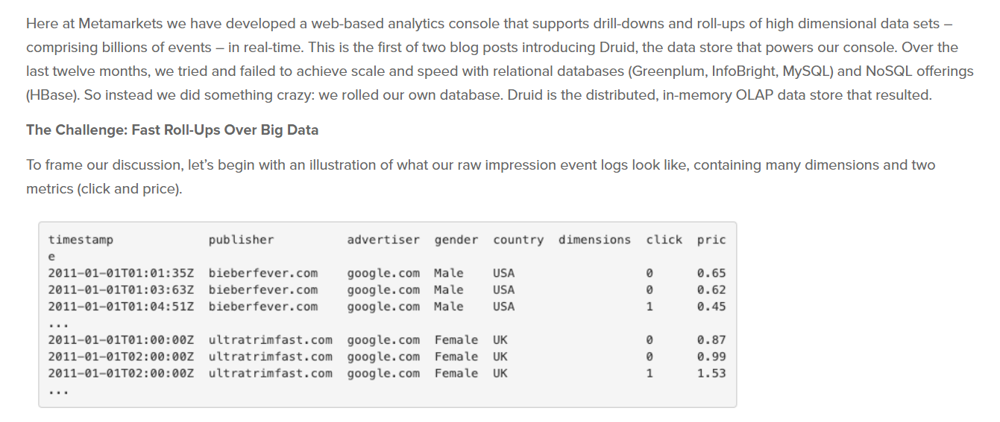 Here at Metamarkets we have developed a web-based analytics console that supports drill-downs and roll-ups of high dimensional data sets –
comprising billions of events – in real-time. This is the first of two blog posts introducing Druid, the data store that powers our console. Over the
last twelve months, we tried and failed to achieve scale and speed with relational databases (Greenplum, InfoBright, MySQL) and NoSQL offerings
(HBase). So instead we did something crazy: we rolled our own database. Druid is the distributed, in-memory OLAP data store that resulted.
The Challenge: Fast Roll-Ups Over Big Data
To frame our discussion, let’s begin with an illustration of what our raw impression event logs look like, containing many dimensions and two
metrics (click and price).
timestamp publisher advertiser gender country dimensions click pric
e
2011-01-01T01:01:35Z bieberfever.com google.com Male USA 0 0.65
2011-01-01T01:03:63Z bieberfever.com google.com Male USA 0 0.62
2011-01-01T01:04:51Z bieberfever.com google.com Male USA 1 0.45
...
2011-01-01T01:00:00Z ultratrimfast.com google.com Female UK 0 0.87
2011-01-01T02:00:00Z ultratrimfast.com google.com Female UK 0 0.99
2011-01-01T02:00:00Z ultratrimfast.com google.com Female UK 1 1.53
...